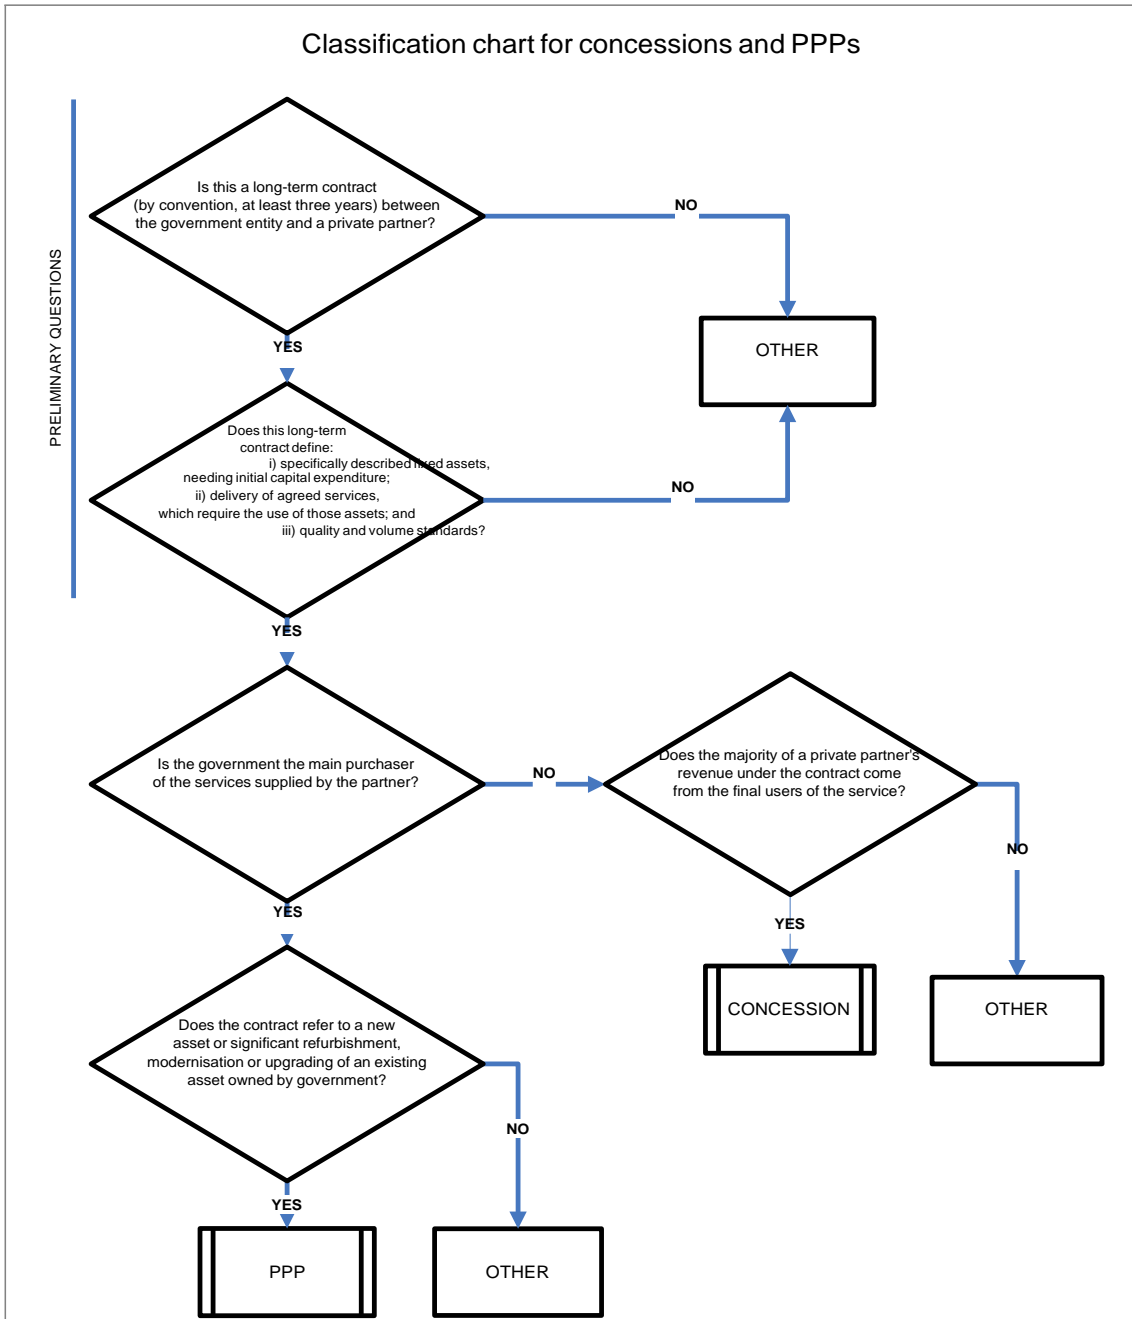 Classification chart for concessions and PPPs
PRELIMINARY QUESTIONS
Is this a long-term contract
(by convention, at least three years) between
the government entity and a private partner?
NO
OTHER
YES
Does this long-term
contract define:
i) specifically described fixed assets,
needing initial capital expenditure;
ii) delivery of agreed services,
which require the use of those assets; and
iii) quality and volume standards?
NO
YES
Is the government the main purchaser
of the services supplied by the partner?
NO
Does the majority of a private partner's
revenue under the contract come
from the final users of the service?
NO
YES
YES
CONCESSION
OTHER
Does the contract refer to a new
asset or significant refurbishment,
modernisation or upgrading of an existing
asset owned by government?
NO
YES
PPP
OTHER